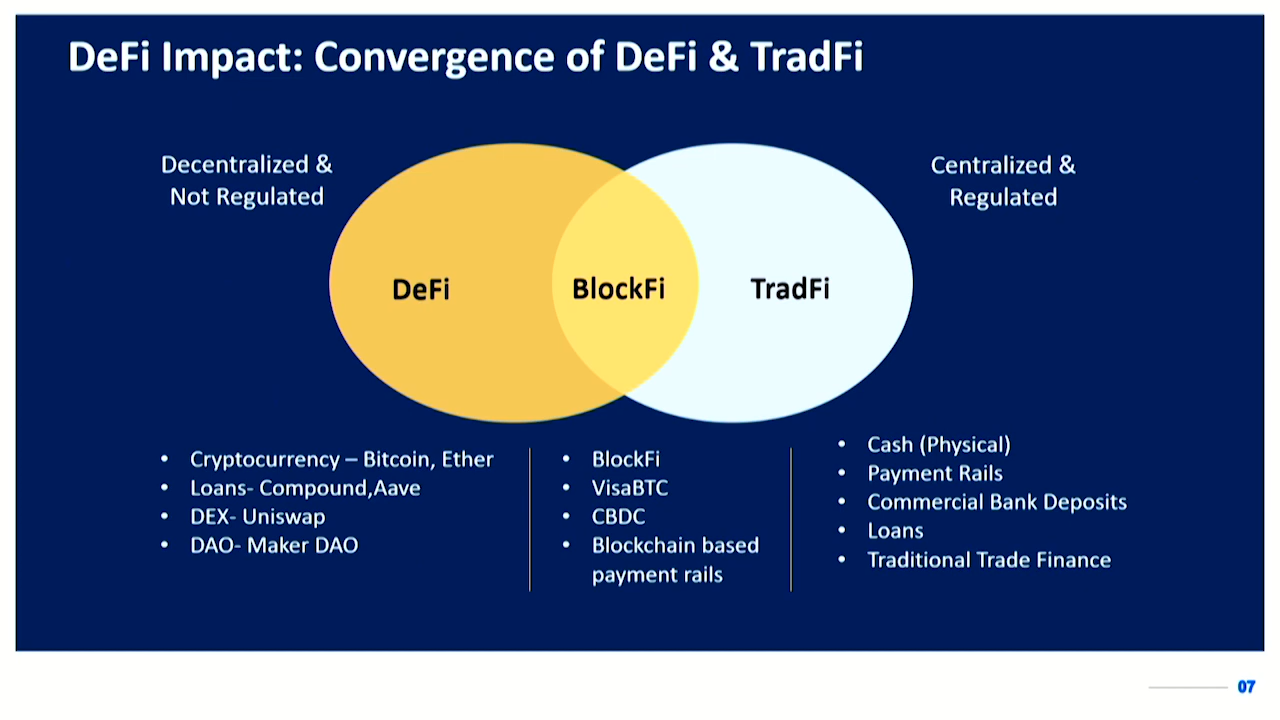 DeFi Impact: Convergence of DeFi & TradFi
Decentralized &
Not Regulated
Centralized &
Regulated
DeFi
BlockFi
TradFi
• Cryptocurrency – Bitcoin, Ether
• Loans- Compound,Aave
• DEX- Uniswap
• DAO- Maker DAO
• BlockFi
• VisaBTC
• CBDC
• Blockchain based
payment rails
• Cash (Physical)
• Payment Rails
• Commercial Bank Deposits
• Loans
• Traditional Trade Finance
07